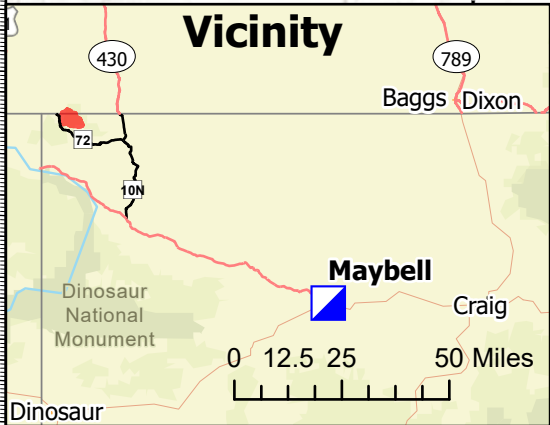 Vicinity
430
789
Baggs
Dixon
72
10N
Maybell
Dinosaur
National
Monument
Craig
0 12.5 25 50 Miles
Dinosaur